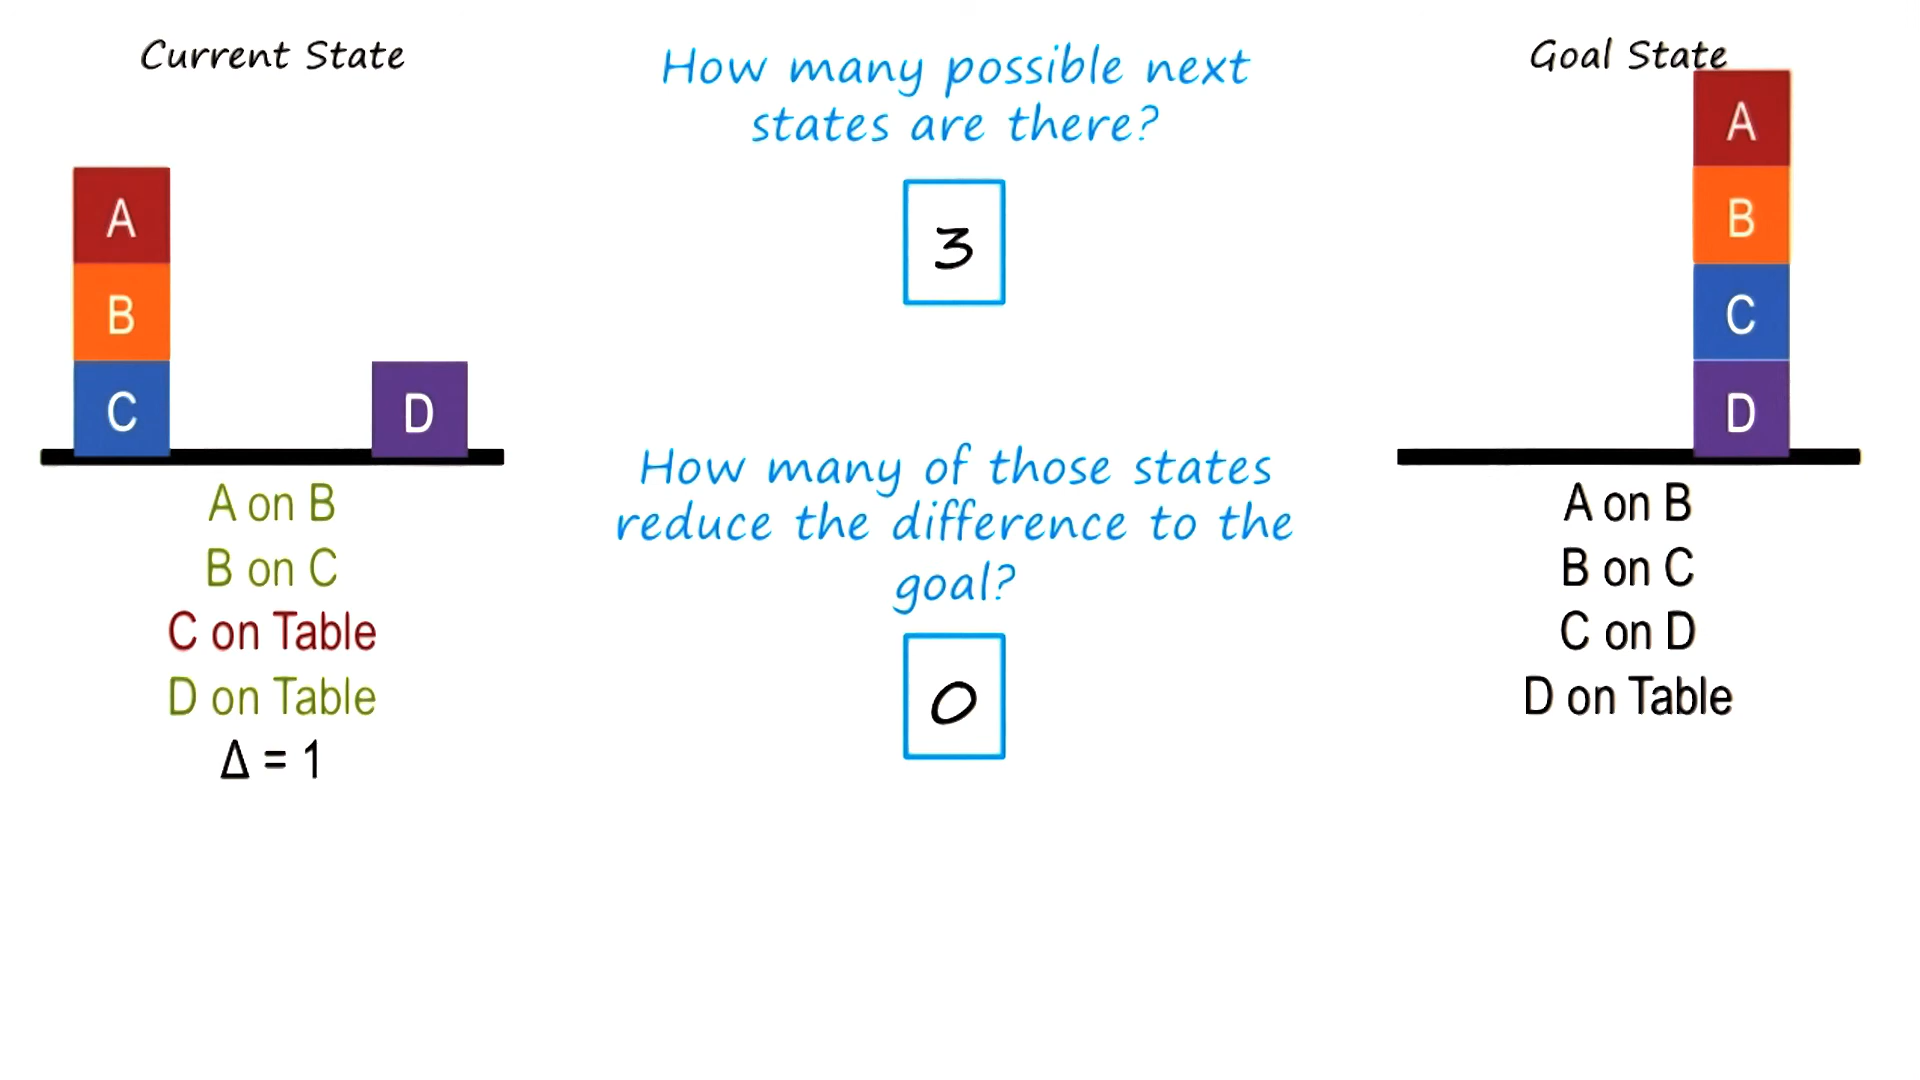 Current State
A
B
C
D
A on B
B on C
C on Table
D on Table
Δ = 1
How many possible next
states are there?
3
How many of those states
reduce the difference to the
goal?
0
Goal State
A
B
C
D
A on B
B on C
C on D
D on Table